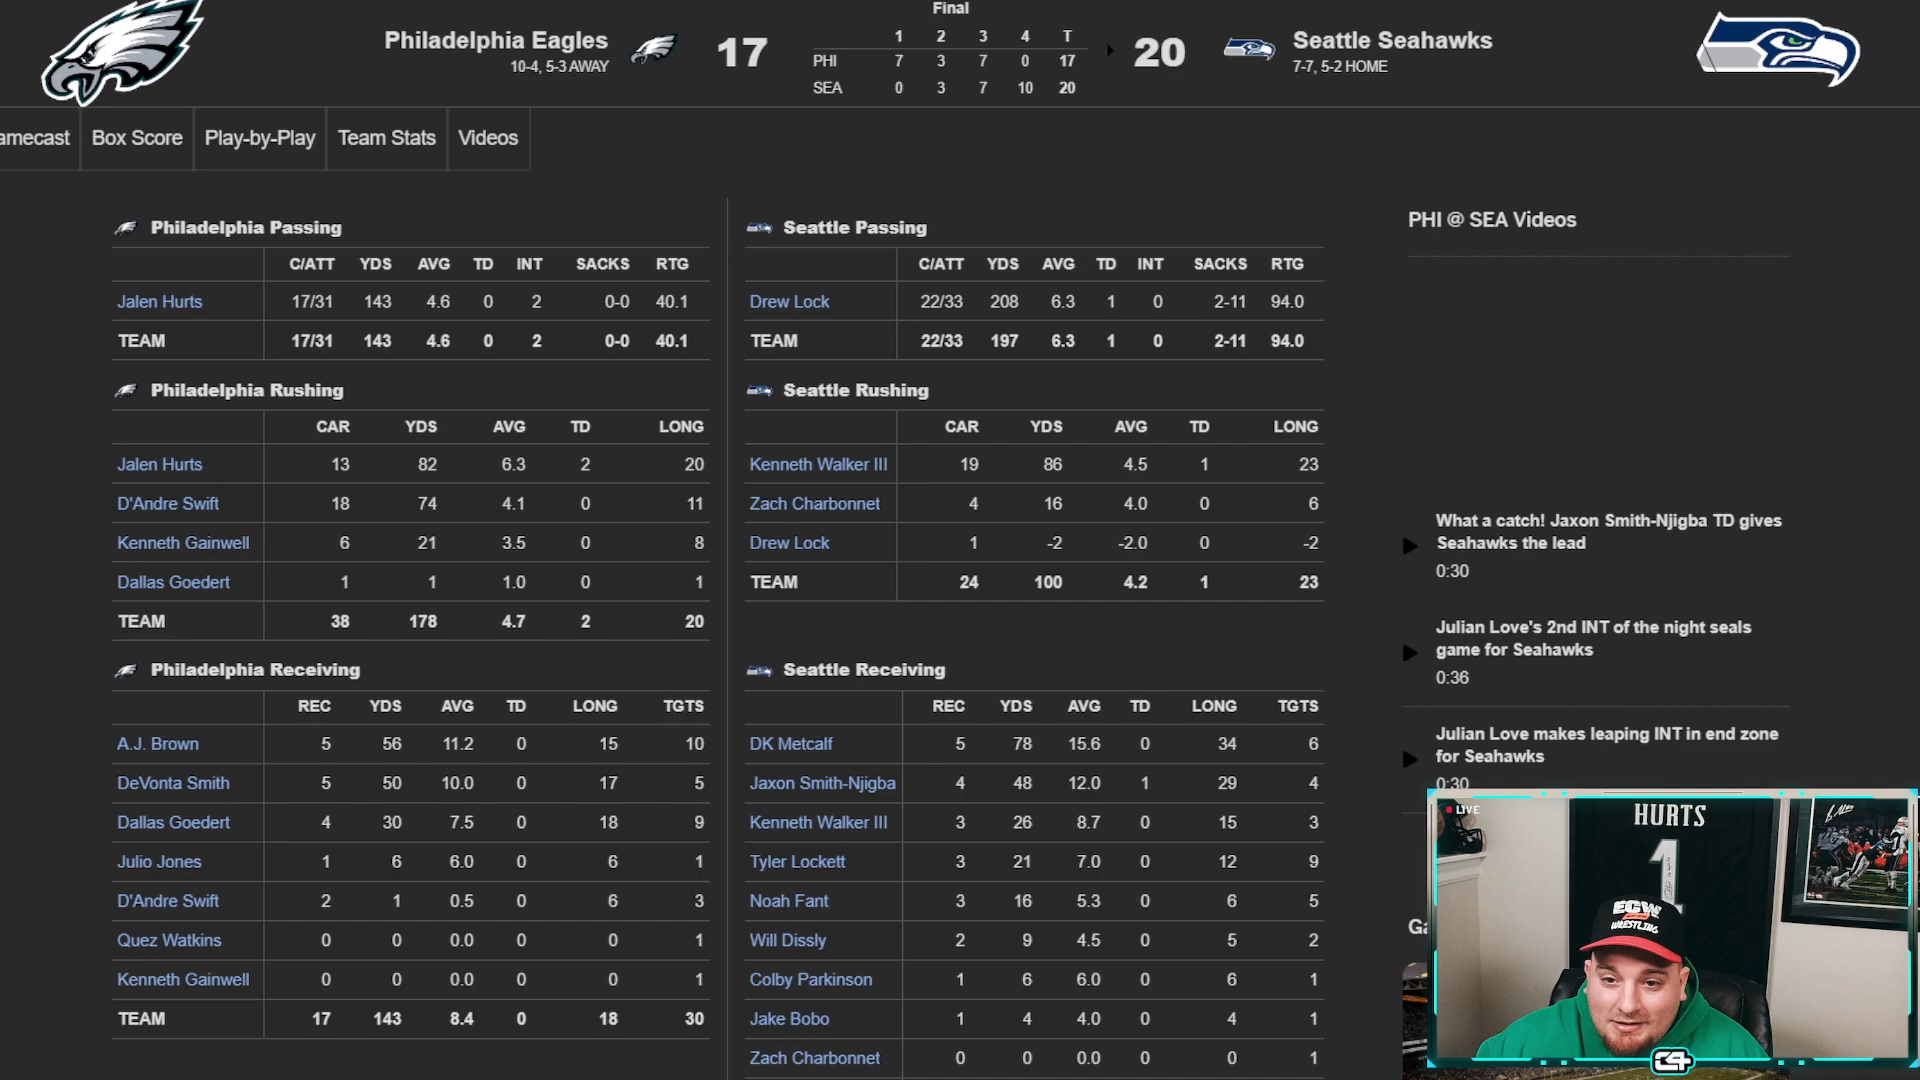 Final
Philadelphia Eagles
10-4, 5-3 AWAY
17
1 2 3 4 T
PHI 7 3 7 0 17
SEA 0 3 7 10 20
20
Seattle Seahawks
7-7, 5-2 HOME
amecast Box Score Play-by-Play Team Stats Videos
Philadelphia Passing
C/ATT YDS AVG TD INT SACKS RTG
Jalen Hurts 17/31 143 4.6 0 2 0-0 40.1
TEAM 17/31 143 4.6 0 2 0-0 40.1
Philadelphia Rushing
CAR YDS AVG TD LONG
Jalen Hurts 13 82 6.3 2 20
D'Andre Swift 18 74 4.1 0 11
Kenneth Gainwell 6 21 3.5 0 8
Dallas Goedert 1 1 1.0 0 1
TEAM 38 178 4.7 2 20
Philadelphia Receiving
REC YDS AVG TD LONG TGTS
A.J. Brown 5 56 11.2 0 15 10
DeVonta Smith 5 50 10.0 0 17 5
Dallas Goedert 4 30 7.5 0 18 9
Julio Jones 1 6 6.0 0 6 1
D'Andre Swift 2 1 0.5 0 6 3
Quez Watkins 0 0 0.0 0 0 1
Kenneth Gainwell 0 0 0.0 0 0 1
TEAM 17 143 8.4 0 18 30
Seattle Passing
C/ATT YDS AVG TD INT SACKS RTG
Drew Lock 22/33 208 6.3 1 0 2-11 94.0
TEAM 22/33 197 6.3 1 0 2-11 94.0
Seattle Rushing
CAR YDS AVG TD LONG
Kenneth Walker III 19 86 4.5 1 23
Zach Charbonnet 4 16 4.0 0 6
Drew Lock 1 -2 -2.0 0 -2
TEAM 24 100 4.2 1 23
Seattle Receiving
REC YDS AVG TD LONG TGTS
DK Metcalf 5 78 15.6 0 34 6
Jaxon Smith-Njigba 4 48 12.0 1 29 4
Kenneth Walker III 3 26 8.7 0 15 3
Tyler Lockett 3 21 7.0 0 12 9
Noah Fant 3 16 5.3 0 6 5
Will Dissly 2 9 4.5 0 5 2
Colby Parkinson 1 6 6.0 0 6 1
Jake Bobo 1 4 4.0 0 4 1
Zach Charbonnet 0 0 0.0 0 0 1
PHI @ SEA Videos
What a catch! Jaxon Smith-Njigba TD gives
Seahawks the lead
0:30
Julian Love's 2nd INT of the night seals
game for Seahawks
0:36
Julian Love makes leaping INT in end zone
for Seahawks
0:30
Ga
LIVE
HURTS
1
ECW
WRESTLING